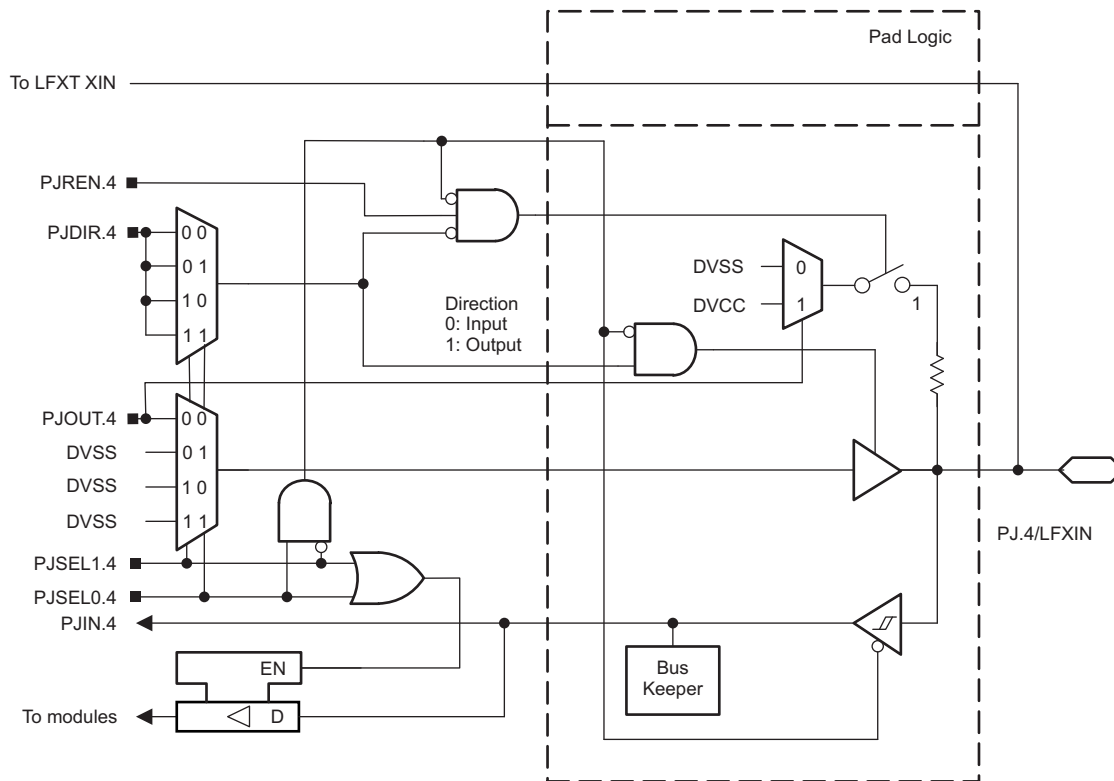 Pad Logic
To LFXT XIN
PJREN.4
PJDIR.4
0 0
0 1
1 0
1 1
Direction
0: Input
1: Output
DVSS
0
DVCC
1
1
PJOUT.4
0 0
DVSS
0 1
DVSS
1 0
DVSS
1 1
PJ.4/LFXIN
PJSEL1.4
PJSEL0.4
PJIN.4
EN
Bus
Keeper
To modules
D